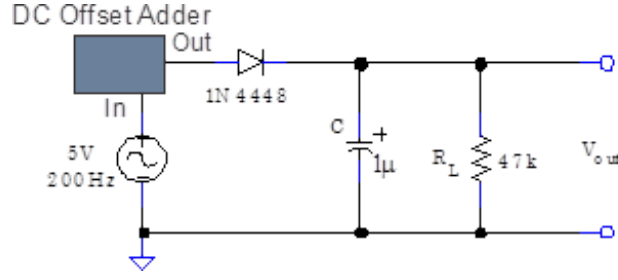 DC Offset Adder
Out
1N4448
In
5V
200Hz
C
+
1µ
RL
47k
Vout